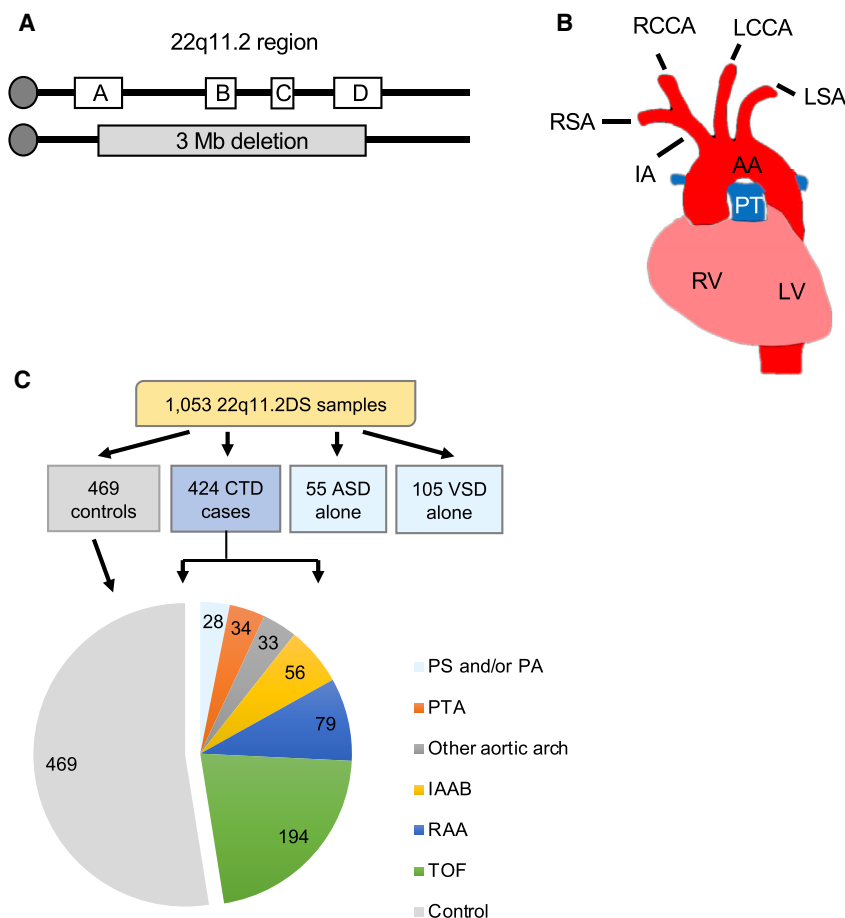 A
22q11.2 region
A B C D
3 Mb deletion
B
RCCA LCCA
LSA
RSA
IA
AA
PT
RV
LV
C
1,053 22q11.2DS samples
469
controls
424 CTD
cases
55 ASD
alone
105 VSD
alone
28
34
33
56
79
194
469
PS and/or PA
PTA
Other aortic arch
IAAB
RAA
TOF
Control